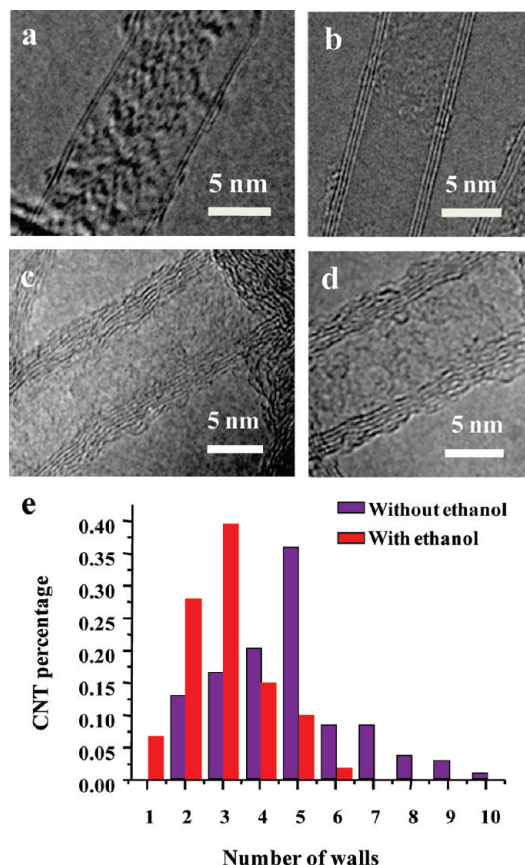 a
b
5 nm
5 nm
c
d
5 nm
5 nm
e
Without ethanol
With ethanol
CNT percentage
0.40
0.35
0.30
0.25
0.20
0.15
0.10
0.05
0.00
1 2 3 4 5 6 7 8 9 10
Number of walls